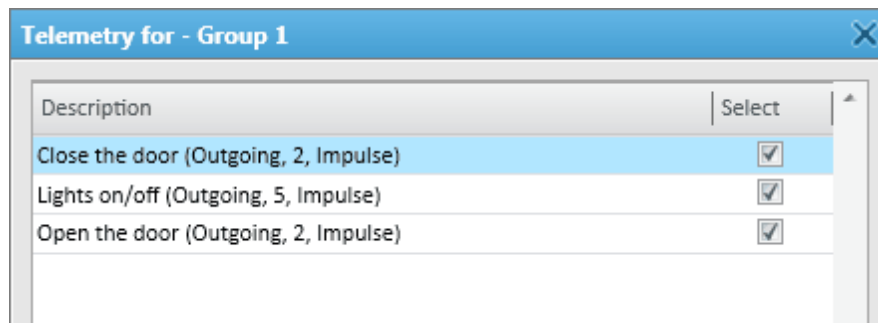 Telemetry for - Group 1
Description Select
Close the door (Outgoing, 2, Impulse)
Lights on/off (Outgoing, 5, Impulse)
Open the door (Outgoing, 2, Impulse)